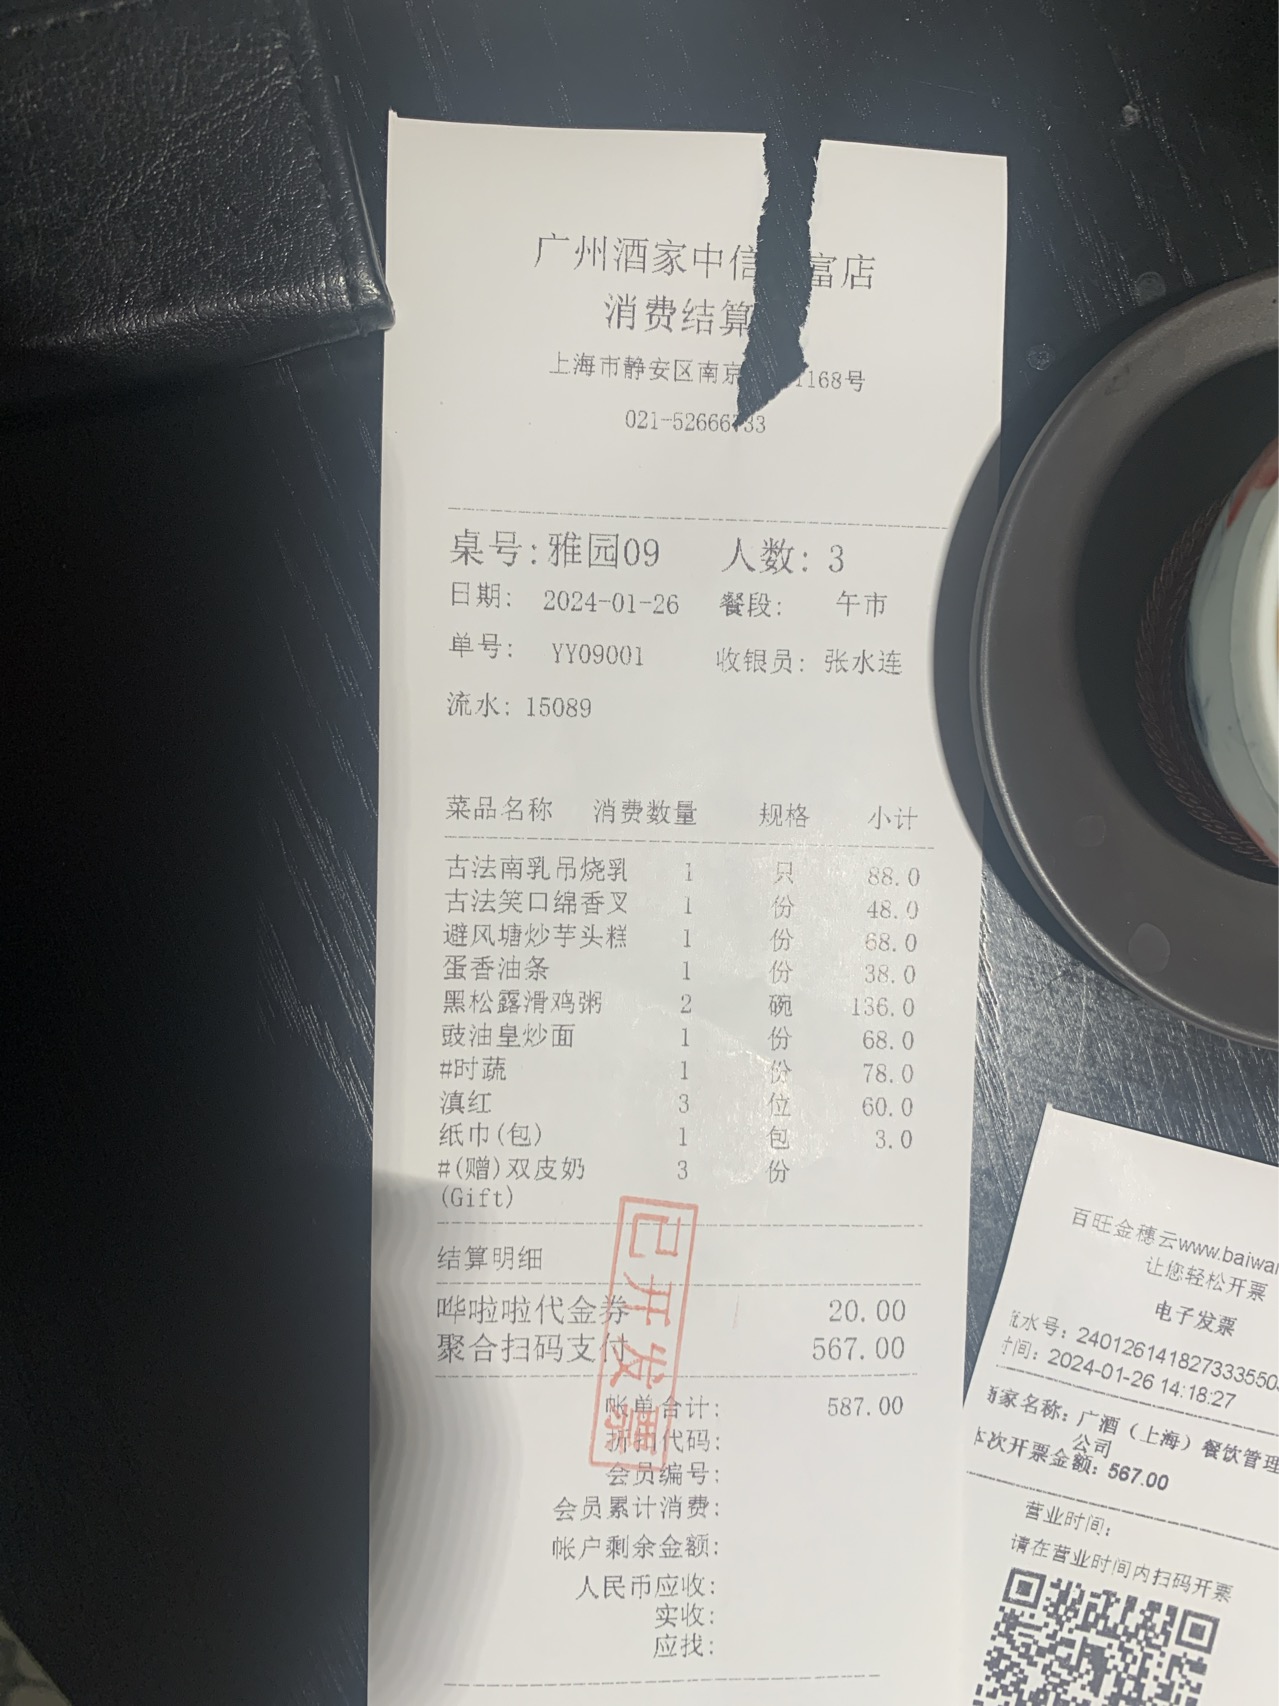 广州酒家中信 富店
消费结算
上海市静安区南京 1168号
021-52666733
桌号:雅园09 人数: 3
日期: 2024-01-26 餐段: 午市
单号: YY09001 收银员: 张水连
流水: 15089
菜品名称 消费数量 规格 小计
古法南乳吊烧乳 1 只 88.0
古法笑口绵香叉 1 份 48.0
避风塘炒芋头糕 1 份 68.0
蛋香油条 1 份 38.0
黑松露滑鸡粥 2 碗 136.0
豉油皇炒面 1 份 68.0
#时蔬 1 份 78.0
滇红 3 位 60.0
纸巾(包) 1 包 3.0
#(赠)双皮奶 3 份
(Gift)
结算明细
哗啦啦代金券 20.00
聚合扫码支付 567.00
帐单合计: 587.00
折扣代码:
会员编号:
会员累计消费:
帐户剩余金额:
人民币应收:
实收:
应找:
已开发票
百旺金穗云www.baiwan
让您轻松开票
电子发票
流水号: 2401261418273335503
时间: 2024-01-26 14:18:27
商家名称: 广酒（上海）餐饮管理
公司
本次开票金额: 567.00
营业时间:
请在营业时间内扫码开票